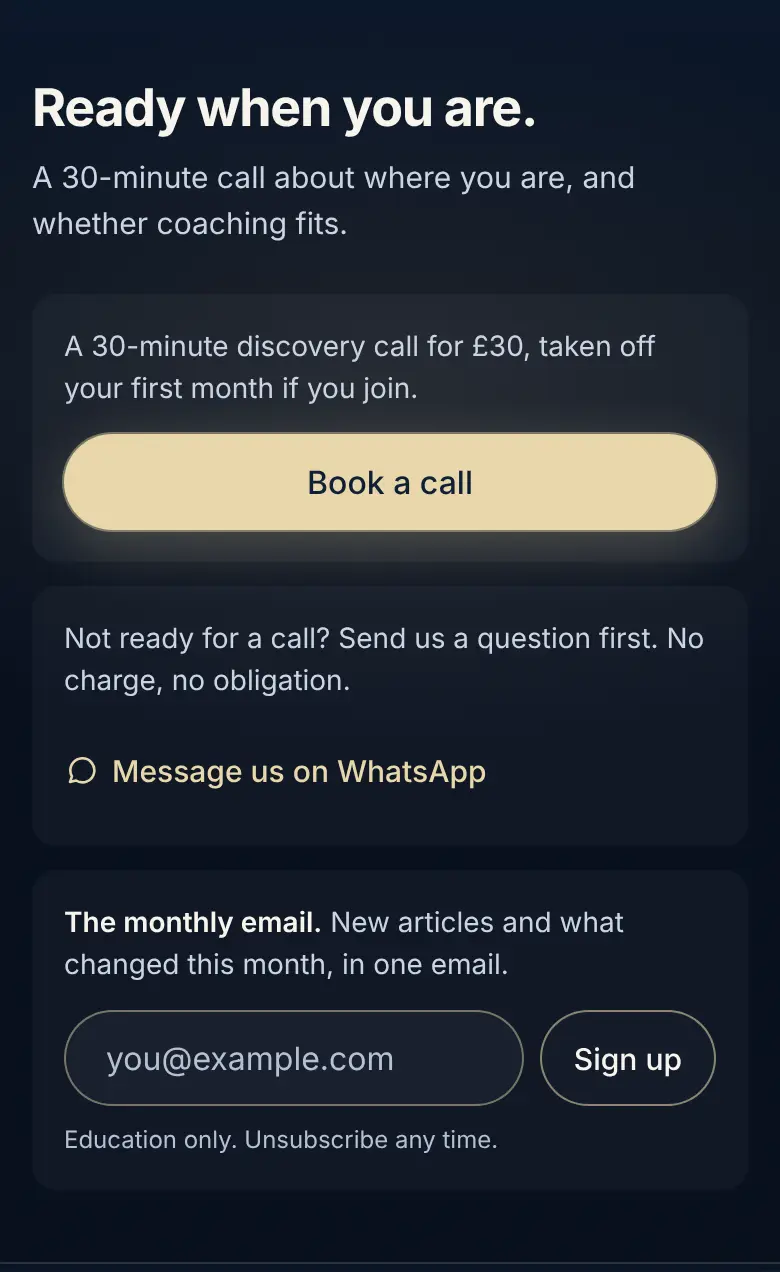 Ready when you are.
A 30-minute call about where you are, and
whether coaching fits.
A 30-minute discovery call for £30, taken off
your first month if you join.
Book a call
Not ready for a call? Send us a question first. No
charge, no obligation.
Message us on WhatsApp
The monthly email. New articles and what
changed this month, in one email.
you@example.com
Sign up
Education only. Unsubscribe any time.